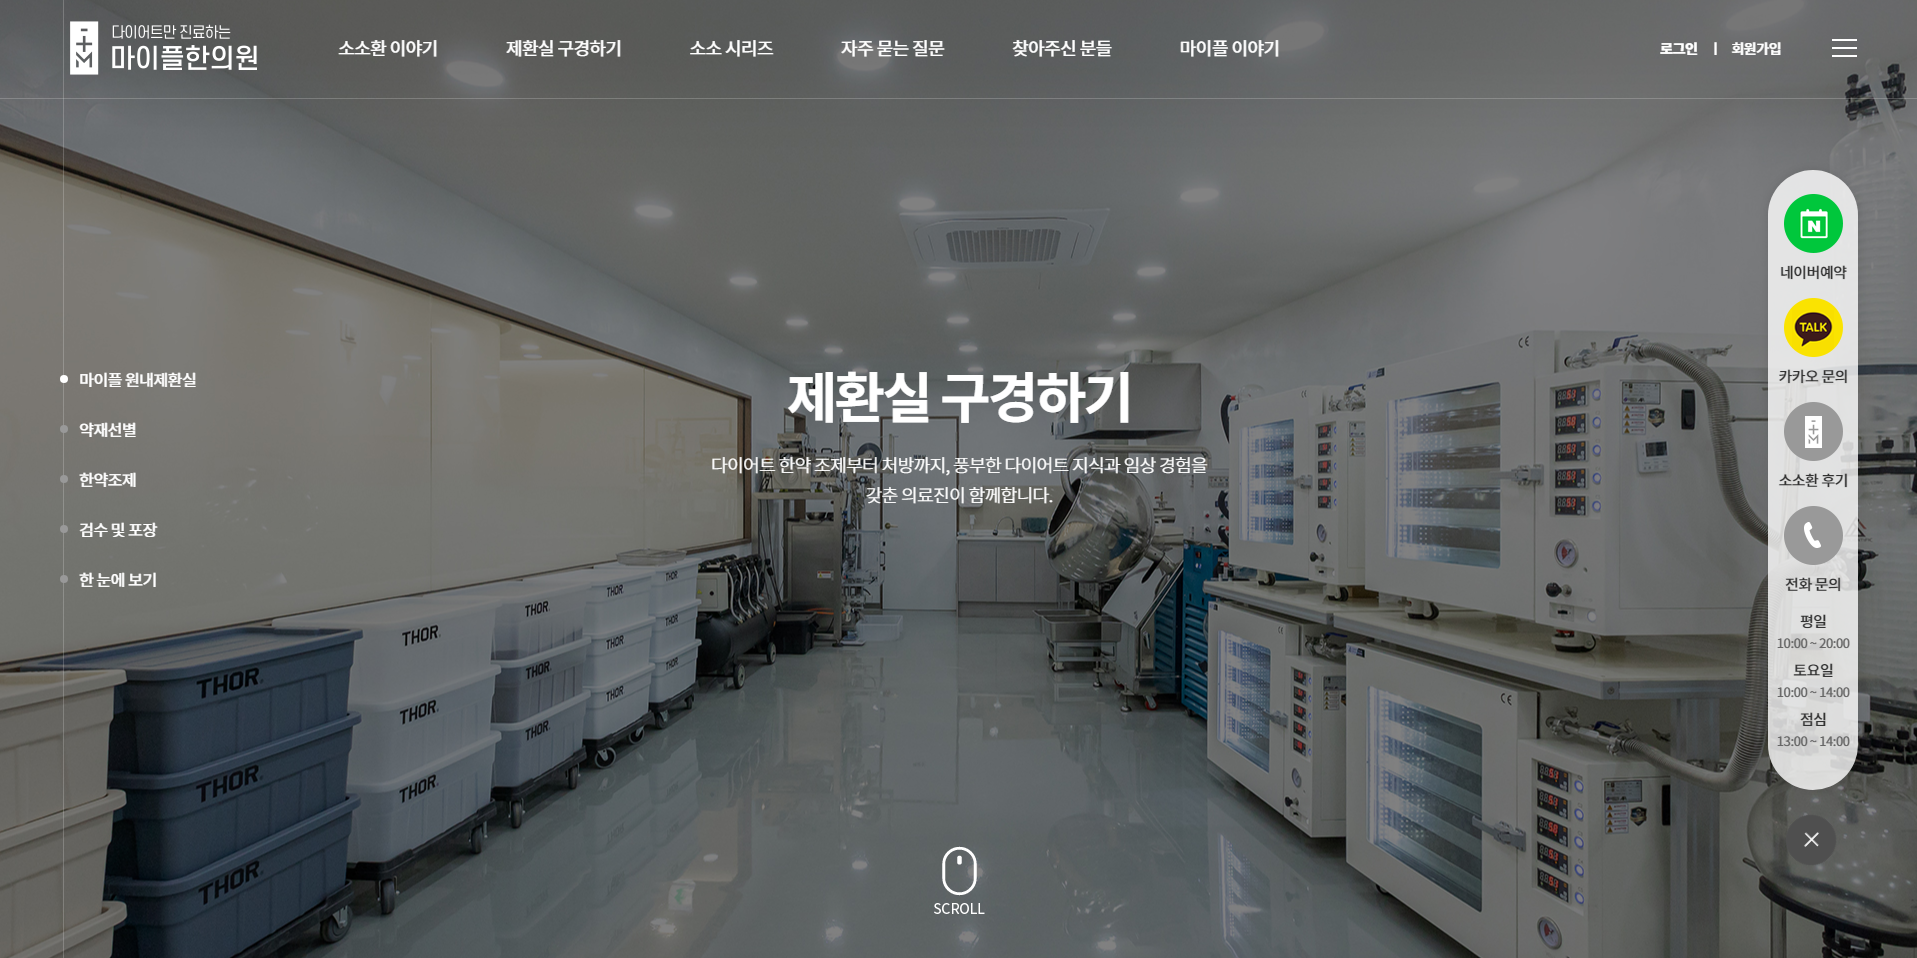 다이어트만 진료하는
마이플한의원
소소환 이야기
제환실 구경하기
소소 시리즈
자주 묻는 질문
찾아주신 분들
마이플 이야기
로그인 | 회원가입
마이플 원내제환실
약재선별
한약조제
검수 및 포장
한 눈에 보기
제환실 구경하기
다이어트 한약 조제부터 처방까지, 풍부한 다이어트 지식과 임상 경험을
갖춘 의료진이 함께합니다.
N
네이버예약
TALK
카카오 문의
M
소소환 후기
전화 문의
평일
10:00 ~ 20:00
토요일
10:00 ~ 14:00
점심
13:00 ~ 14:00
THOR
THOR
THOR
THOR
THOR
THOR
THOR
THOR
THOR
THOR
THOR
THOR
SCROLL